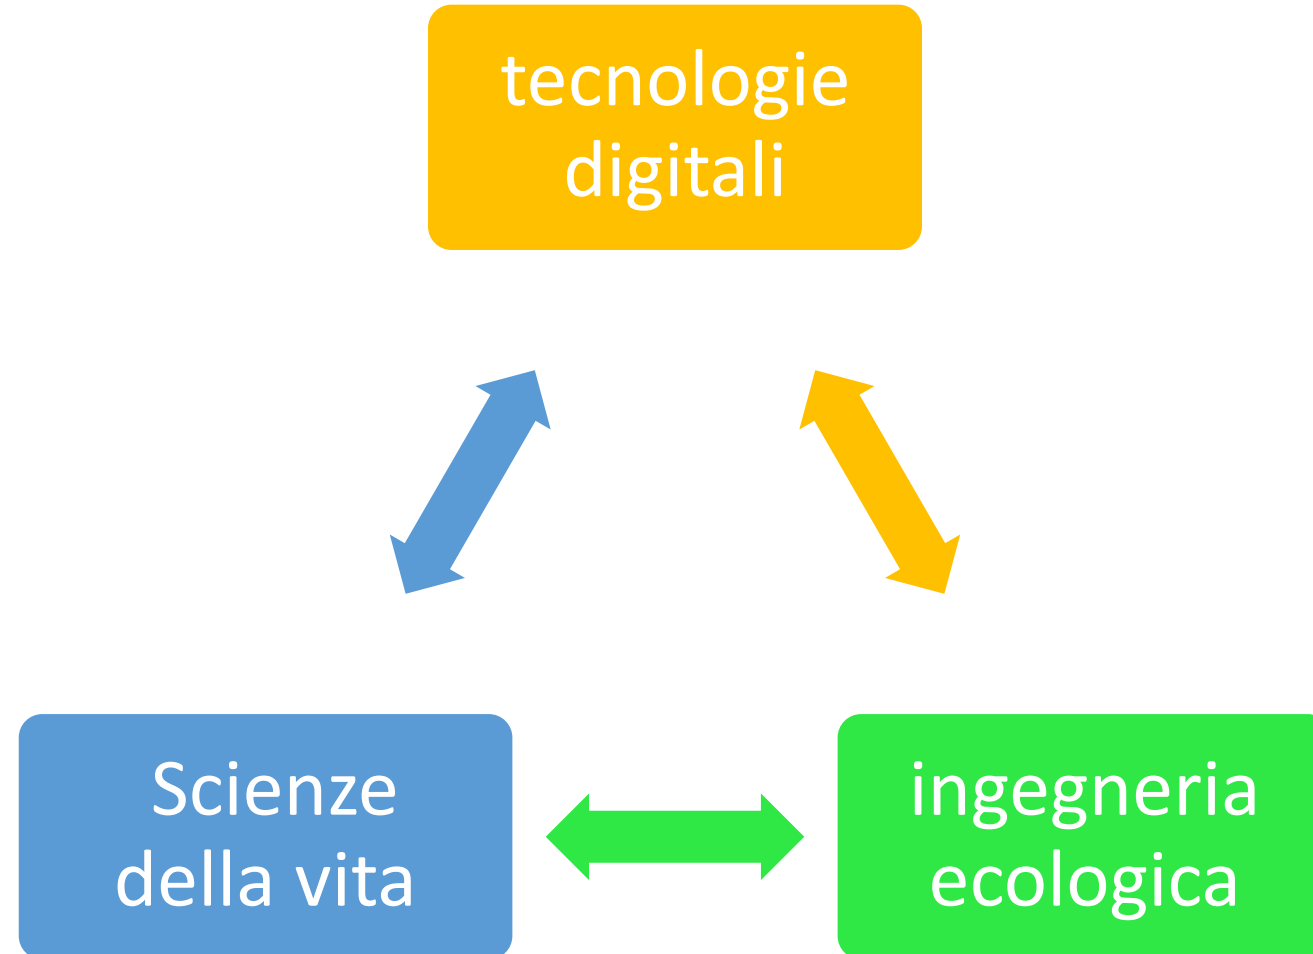 tecnologie
digitali
Scienze
della vita
ingegneria
ecologica